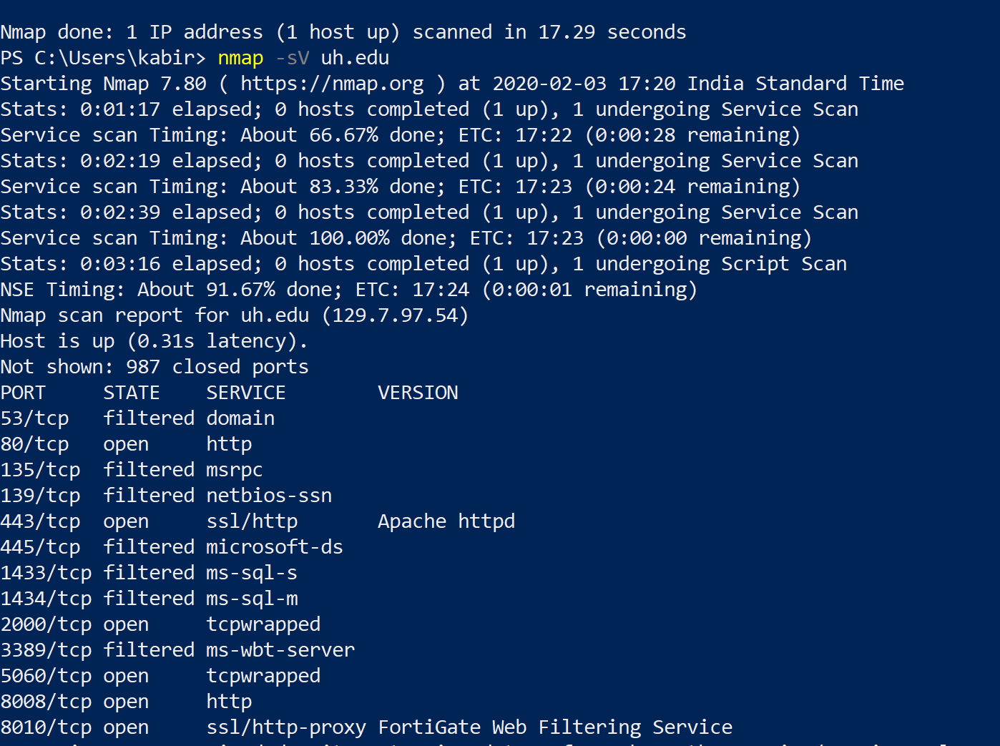 Nmap done: 1 IP address (1 host up) scanned in 17.29 seconds
PS C:\Users\kabir> nmap -sV uh.edu
Starting Nmap 7.80 ( https://nmap.org ) at 2020-02-03 17:20 India Standard Time
Stats: 0:01:17 elapsed; 0 hosts completed (1 up), 1 undergoing Service Scan
Service scan Timing: About 66.67% done; ETC: 17:22 (0:00:28 remaining)
Stats: 0:02:19 elapsed; 0 hosts completed (1 up), 1 undergoing Service Scan
Service scan Timing: About 83.33% done; ETC: 17:23 (0:00:24 remaining)
Stats: 0:02:39 elapsed; 0 hosts completed (1 up), 1 undergoing Service Scan
Service scan Timing: About 100.00% done; ETC: 17:23 (0:00:00 remaining)
Stats: 0:03:16 elapsed; 0 hosts completed (1 up), 1 undergoing Script Scan
NSE Timing: About 91.67% done; ETC: 17:24 (0:00:01 remaining)
Nmap scan report for uh.edu (129.7.97.54)
Host is up (0.31s latency).
Not shown: 987 closed ports
PORT     STATE    SERVICE        VERSION
53/tcp   filtered domain
80/tcp   open     http
135/tcp  filtered msrpc
139/tcp  filtered netbios-ssn
443/tcp  open     ssl/http       Apache httpd
445/tcp  filtered microsoft-ds
1433/tcp filtered ms-sql-s
1434/tcp filtered ms-sql-m
2000/tcp open     tcpwrapped
3389/tcp filtered ms-wbt-server
5060/tcp open     tcpwrapped
8008/tcp open     http
8010/tcp open     ssl/http-proxy FortiGate Web Filtering Service